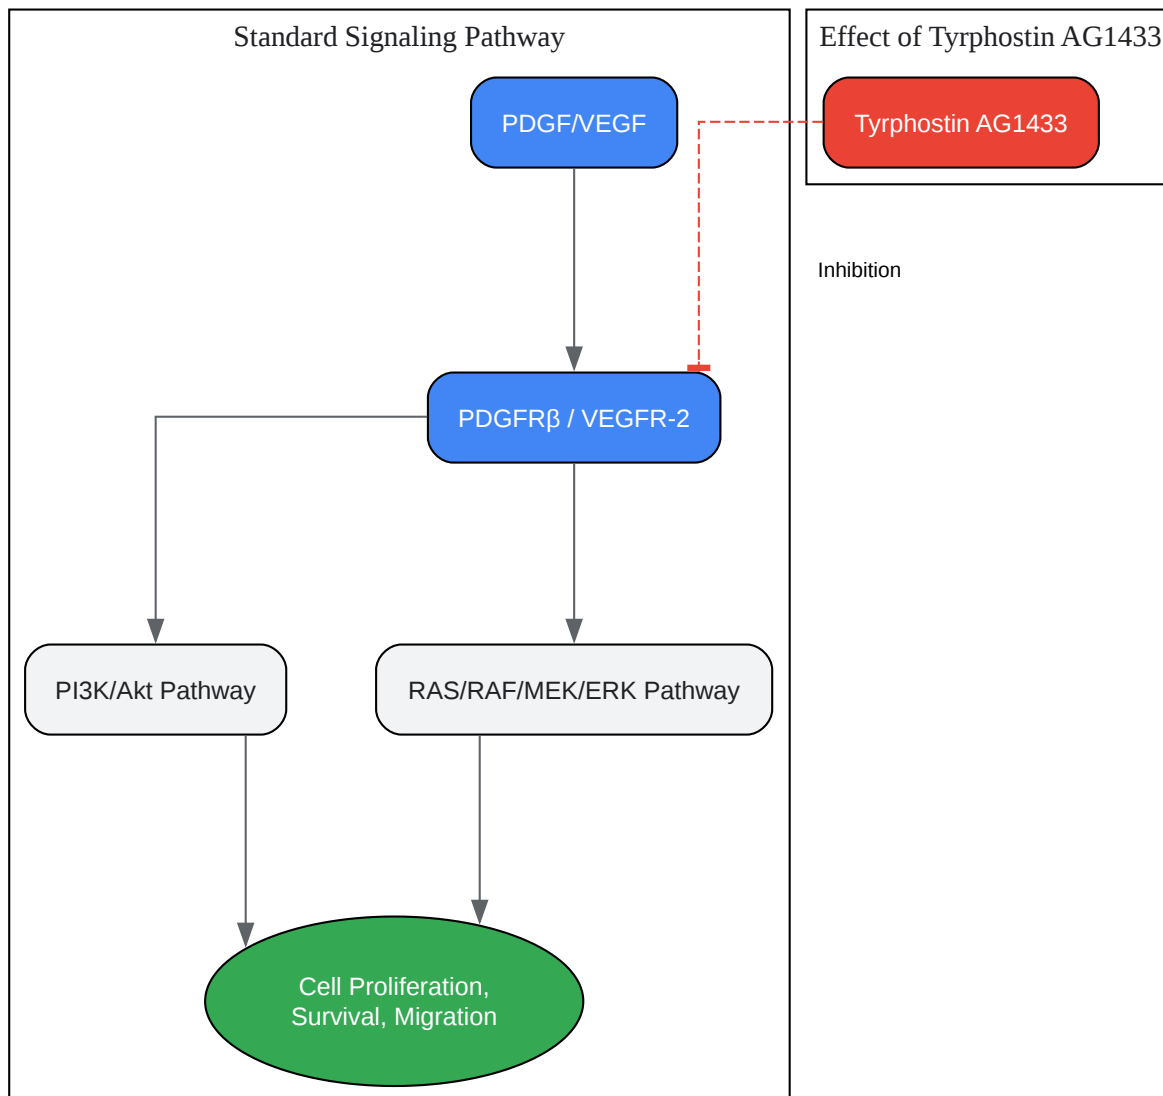 Standard Signaling Pathway
Effect of Tyrphostin AG1433
PDGF/VEGF
Tyrphostin AG1433
Inhibition
PDGFRβ / VEGFR-2
PI3K/Akt Pathway
RAS/RAF/MEK/ERK Pathway
Cell Proliferation,
Survival, Migration